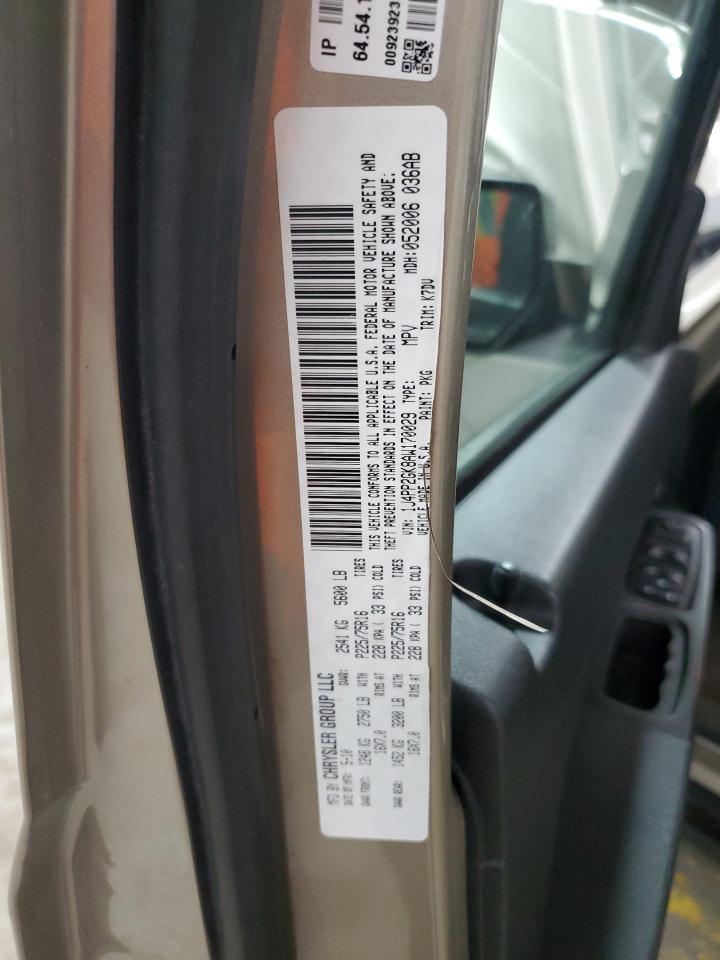 IP
64.54.1
00923923
MFD BY CHRYSLER GROUP LLC
DATE OF MFR: 5-10 GVWR: 2541 KG 5600 LB
GAWR FRONT: 1248 KG 2750 LB WITH P225/75R16 TIRES
16X7.0 RIMS AT 228 KPA ( 33 PSI) COLD
GAWR REAR: 1452 KG 3200 LB WITH P225/75R16 TIRES
16X7.0 RIMS AT 228 KPA ( 33 PSI) COLD
THIS VEHICLE CONFORMS TO ALL APPLICABLE U.S.A. FEDERAL MOTOR VEHICLE SAFETY AND
THEFT PREVENTION STANDARDS IN EFFECT ON THE DATE OF MANUFACTURE SHOWN ABOVE.
VIN: 1J4PP2GK8AW170029 TYPE: MPV MDH:052006 036AB
VEHICLE MADE IN U.S.A. PAINT: PKG TRIM: K7DV